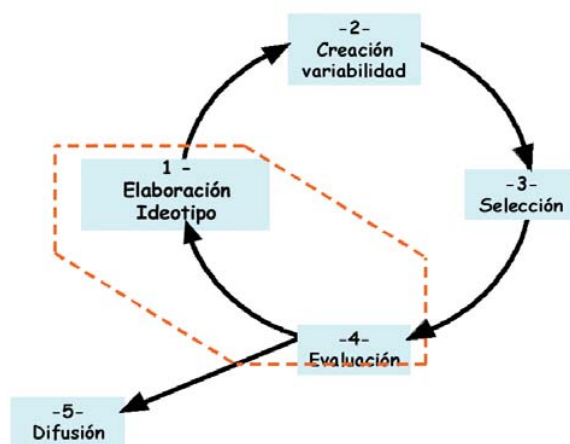 -2-
Creación
variabilidad
1 -
Elaboración
Ideotipo
-3-
Selección
-4-
Evaluación
-5-
Difusión